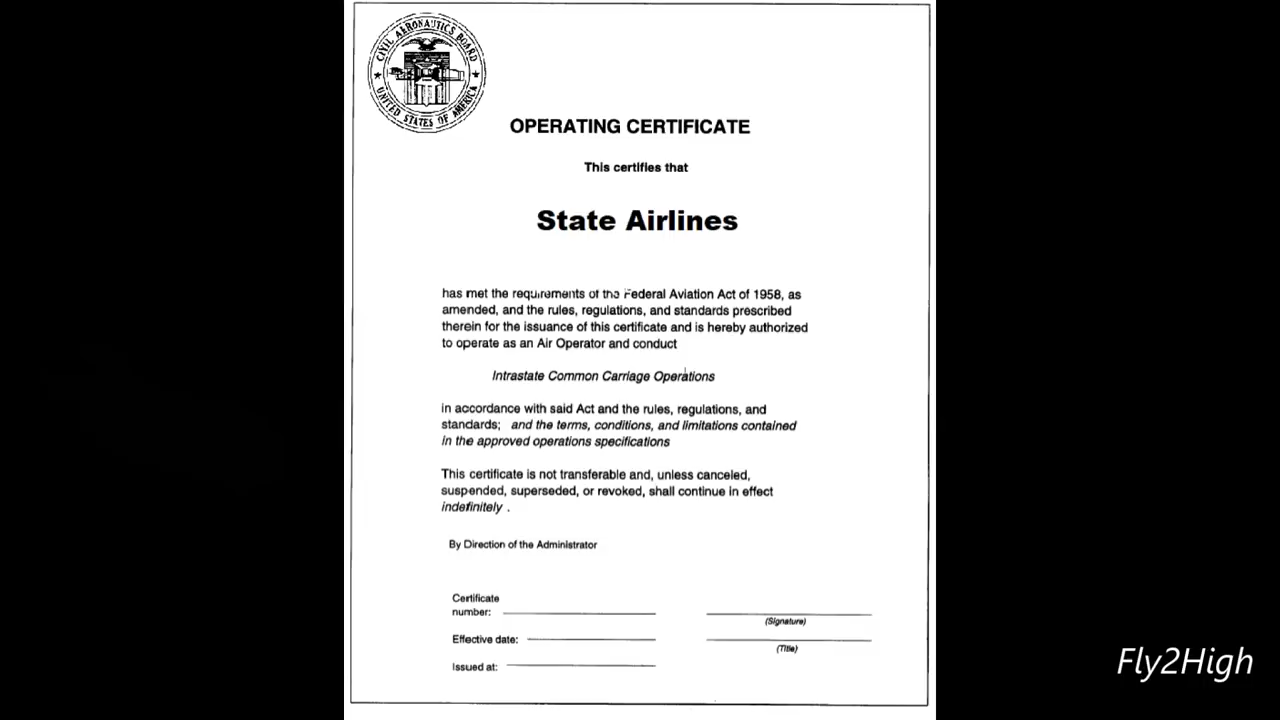 CIVIL AERONAUTICS BOARD
UNITED STATES OF AMERICA
OPERATING CERTIFICATE
This certifies that
State Airlines
has met the requirements of the Federal Aviation Act of 1958, as
amended, and the rules, regulations, and standards prescribed
therein for the issuance of this certificate and is hereby authorized
to operate as an Air Operator and conduct
Intrastate Common Carriage Operations
in accordance with said Act and the rules, regulations, and
standards; and the terms, conditions, and limitations contained
in the approved operations specifications
This certificate is not transferable and, unless canceled,
suspended, superseded, or revoked, shall continue in effect
indefinitely .
By Direction of the Administrator
Certificate
number:
(Signature)
Effective date:
(Title)
Issued at:
Fly2High